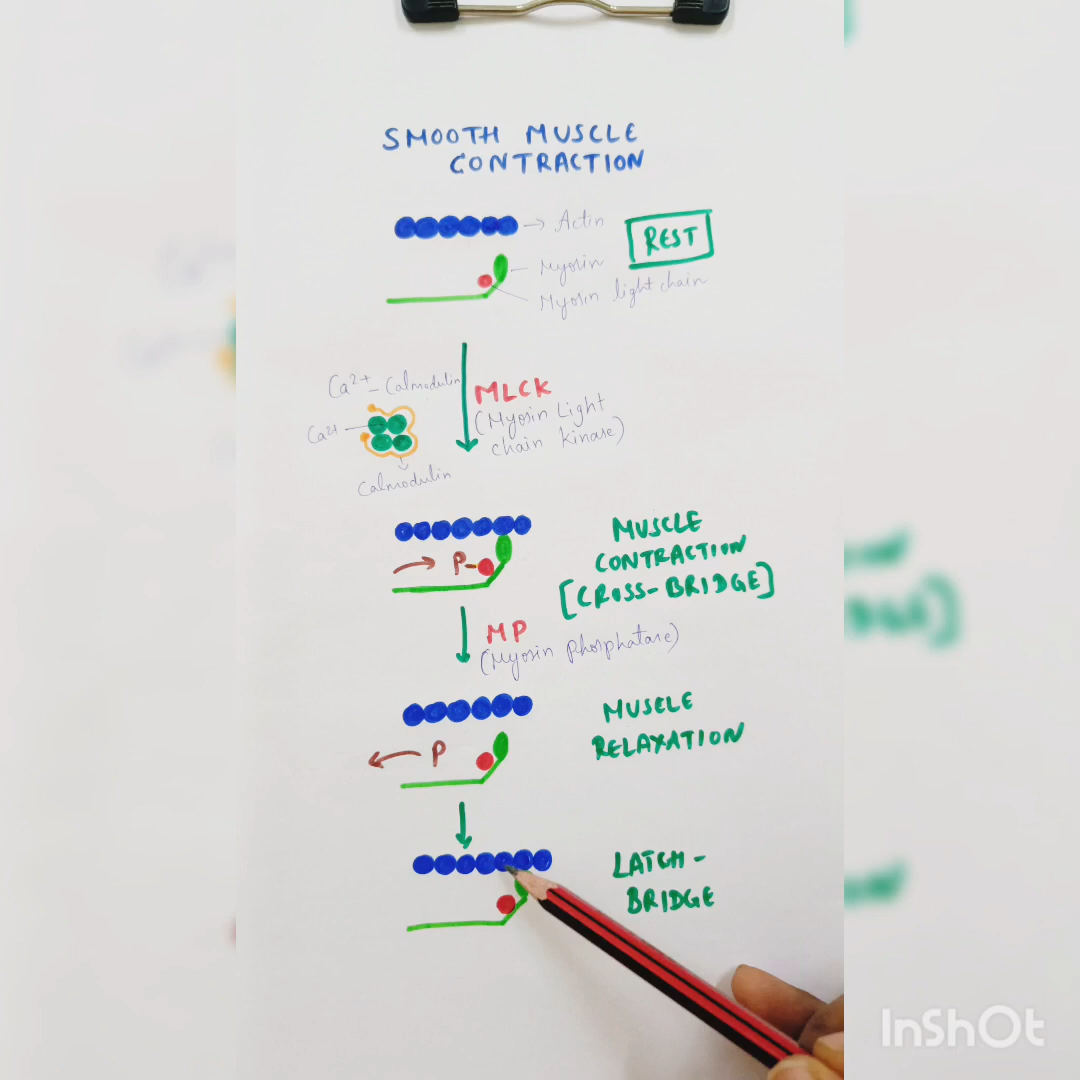 SMOOTH MUSCLE
CONTRACTION
Actin
REST
Myosin
Myosin light chain
Ca2+ - Calmodulin
MLCK
(Myosin Light
chain kinase)
Ca2+
Calmodulin
MUSCLE
CONTRACTION
[CROSS-BRIDGE]
P
MP
(Myosin phosphatase)
MUSCLE
RELAXATION
P
LATCH-
BRIDGE
InShOt